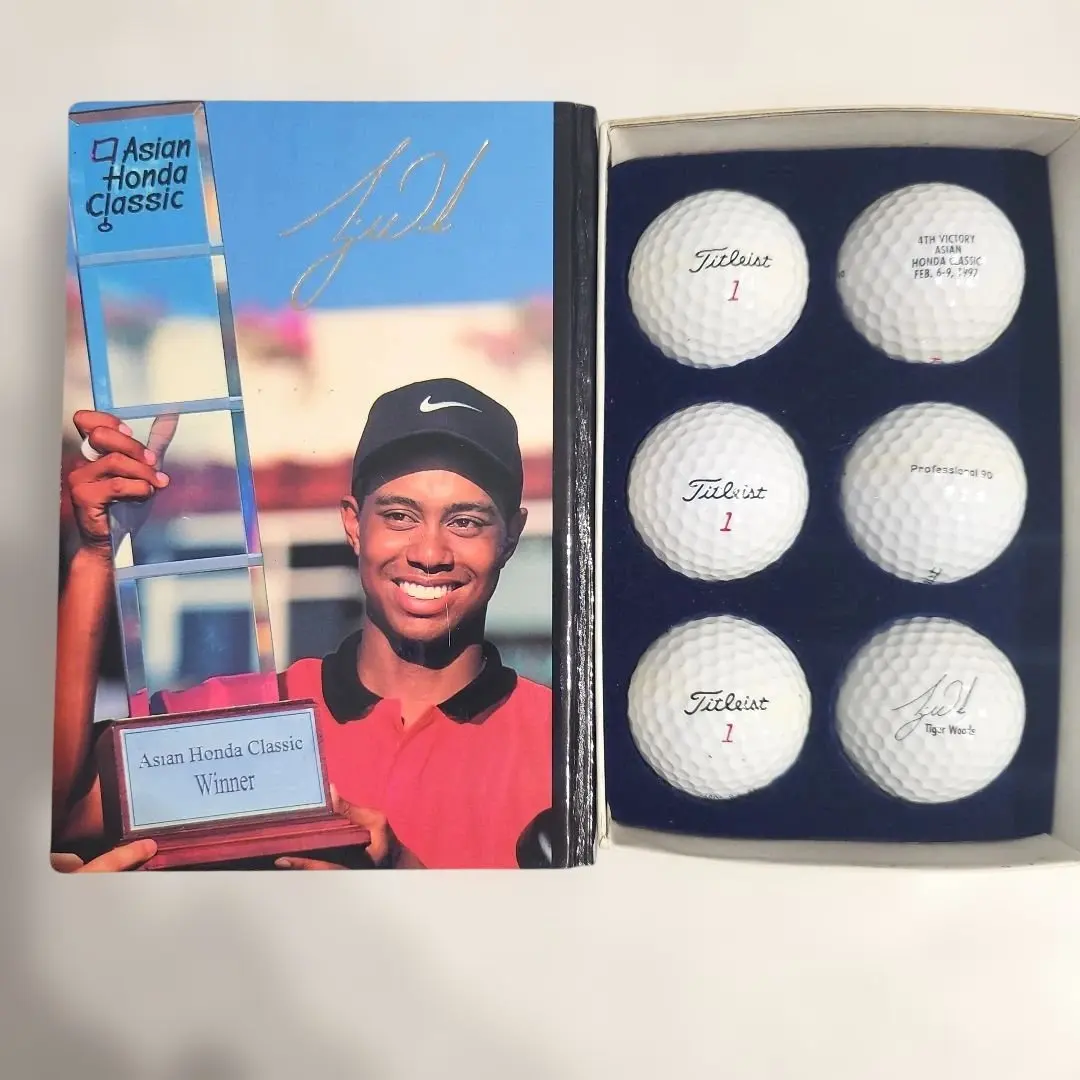 Asian
Honda
Classic
Asian Honda Classic
Winner
Titleist
1
4TH VICTORY
ASIAN
HONDA CLASSIC
FEB. 6-9, 1997
Titleist
1
Professional 90
Titleist
1
Tiger Woods